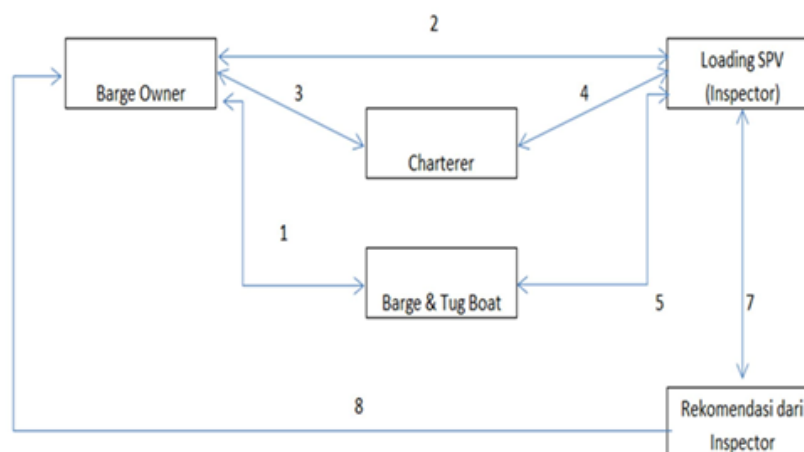 2
Barge Owner
Loading SPV
(Inspector)
3
4
Charterer
1
Barge & Tug Boat
5
7
8
Rekomendasi dari
Inspector